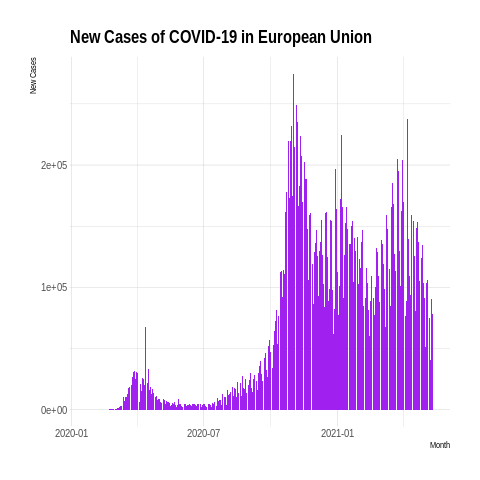 New Cases of COVID-19 in European Union
New Cases
2e+05
1e+05
0e+00
2020-01
2020-07
2021-01
Month